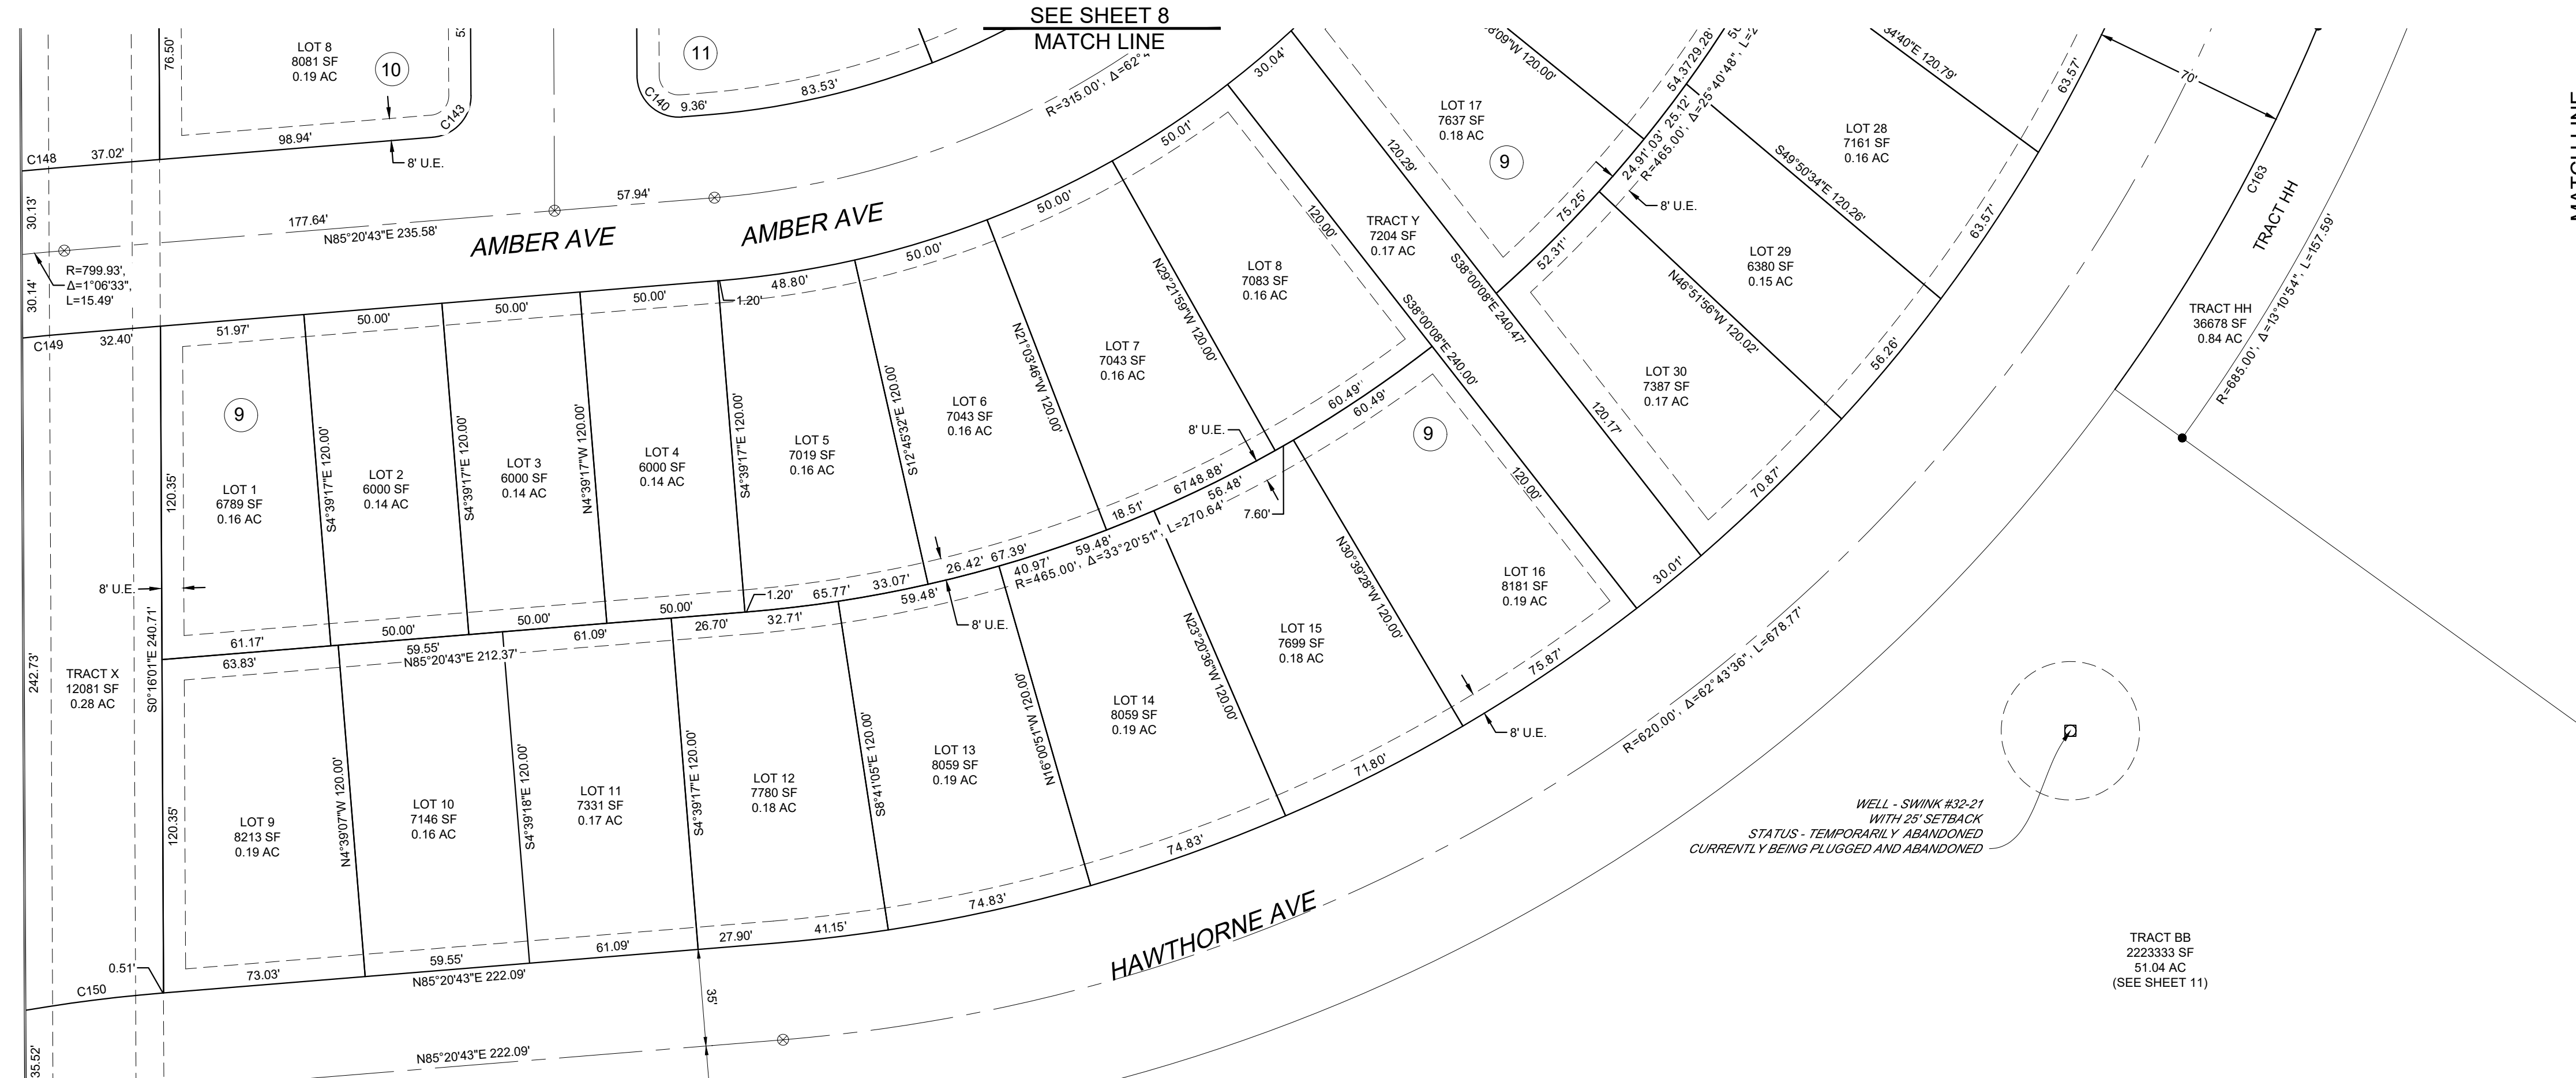 SEE SHEET 8
MATCH LINE
MATCH LINE
LOT 8
8081 SF
0.19 AC
10
11
76.50'
98.94'
C143
8' U.E.
C140
9.36'
83.53'
R=315.00',
C148
37.02'
30.13'
30.14'
177.64'
57.94'
N85°20'43"E 235.58'
AMBER AVE
AMBER AVE
R=799.93',
Δ=1°06'33",
L=15.49'
C149
32.40'
51.97'
50.00'
50.00'
50.00'
1.20'
48.80'
50.00'
50.00'
50.01'
30.04'
9
LOT 1
6789 SF
0.16 AC
120.35'
S4°39'17"E 120.00'
LOT 2
6000 SF
0.14 AC
S4°39'17"E 120.00'
LOT 3
6000 SF
0.14 AC
N4°39'17"W 120.00'
LOT 4
6000 SF
0.14 AC
S4°39'17"E 120.00'
LOT 5
7019 SF
0.16 AC
S12°45'32"E 120.00'
LOT 6
7043 SF
0.16 AC
N21°03'46"W 120.00'
LOT 7
7043 SF
0.16 AC
N29°21'59"W 120.00'
LOT 8
7083 SF
0.16 AC
120.00'
S38°00'08"E 240.00'
TRACT Y
7204 SF
0.17 AC
120.29'
S38°00'08"E 240.47'
LOT 17
7637 SF
0.18 AC
9
8'09"W 120.00'
54.37
29.28'
25.12'
24.91'
R=465.00', Δ=25°40'48",
75.25'
8' U.E.
52.31'
34'40"E 120.79'
LOT 28
7161 SF
0.16 AC
S49°50'34"E 120.26'
LOT 29
6380 SF
0.15 AC
N46°51'56"W 120.02'
LOT 30
7387 SF
0.17 AC
120.17'
63.57'
63.57'
56.26'
70.87'
30.01'
70'
C163
TRACT HH
TRACT HH
36678 SF
0.84 AC
R=685.00', Δ=13°10'54", L=157.59'
8' U.E.
S0°16'01"E 240.71'
242.73'
TRACT X
12081 SF
0.28 AC
61.17'
50.00'
50.00'
50.00'
1.20'
65.77'
33.07'
26.42'
67.39'
18.51'
6748.88'
60.49'
60.49'
8' U.E.
63.83'
59.55'
N85°20'43"E 212.37'
61.09'
26.70'
32.71'
59.48'
8' U.E.
40.97'
59.48'
56.48'
7.60'
R=465.00', Δ=33°20'51", L=270.64'
9
120.35'
LOT 9
8213 SF
0.19 AC
N4°39'07"W 120.00'
LOT 10
7146 SF
0.16 AC
S4°39'18"E 120.00'
LOT 11
7331 SF
0.17 AC
S4°39'17"E 120.00'
LOT 12
7780 SF
0.18 AC
S8°41'05"E 120.00'
LOT 13
8059 SF
0.19 AC
N16°00'51"W 120.00'
LOT 14
8059 SF
0.19 AC
N23°20'36"W 120.00'
LOT 15
7699 SF
0.18 AC
N30°39'28"W 120.00'
LOT 16
8181 SF
0.19 AC
120.00'
0.51'
C150
73.03'
59.55'
N85°20'43"E 222.09'
61.09'
27.90'
41.15'
74.83'
74.83'
71.80'
75.87'
8' U.E.
R=620.00', Δ=62°43'36", L=678.77'
HAWTHORNE AVE
35'
35.52'
N85°20'43"E 222.09'
WELL - SWINK #32-21
WITH 25' SETBACK
STATUS - TEMPORARILY ABANDONED
CURRENTLY BEING PLUGGED AND ABANDONED
TRACT BB
2223333 SF
51.04 AC
(SEE SHEET 11)